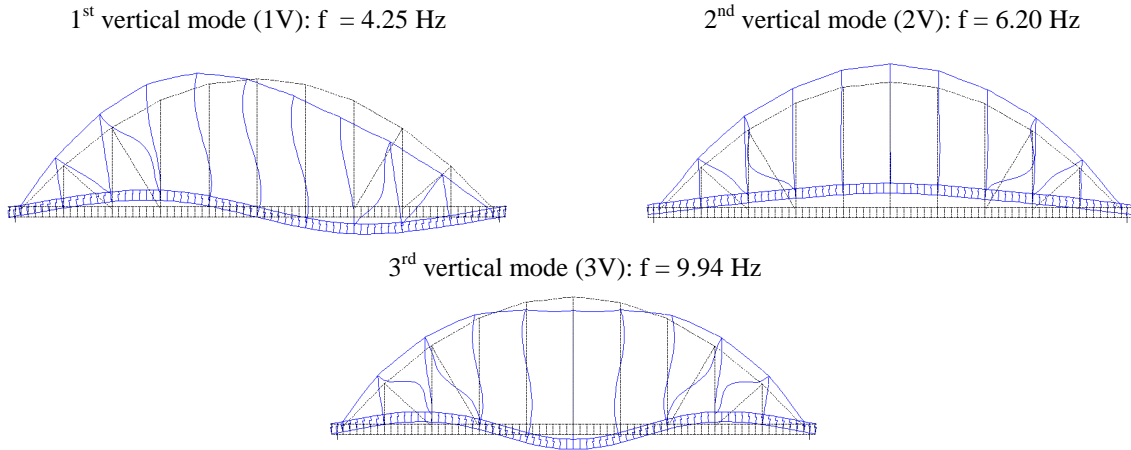 1st vertical mode (1V): f = 4.25 Hz
2nd vertical mode (2V): f = 6.20 Hz
3rd vertical mode (3V): f = 9.94 Hz